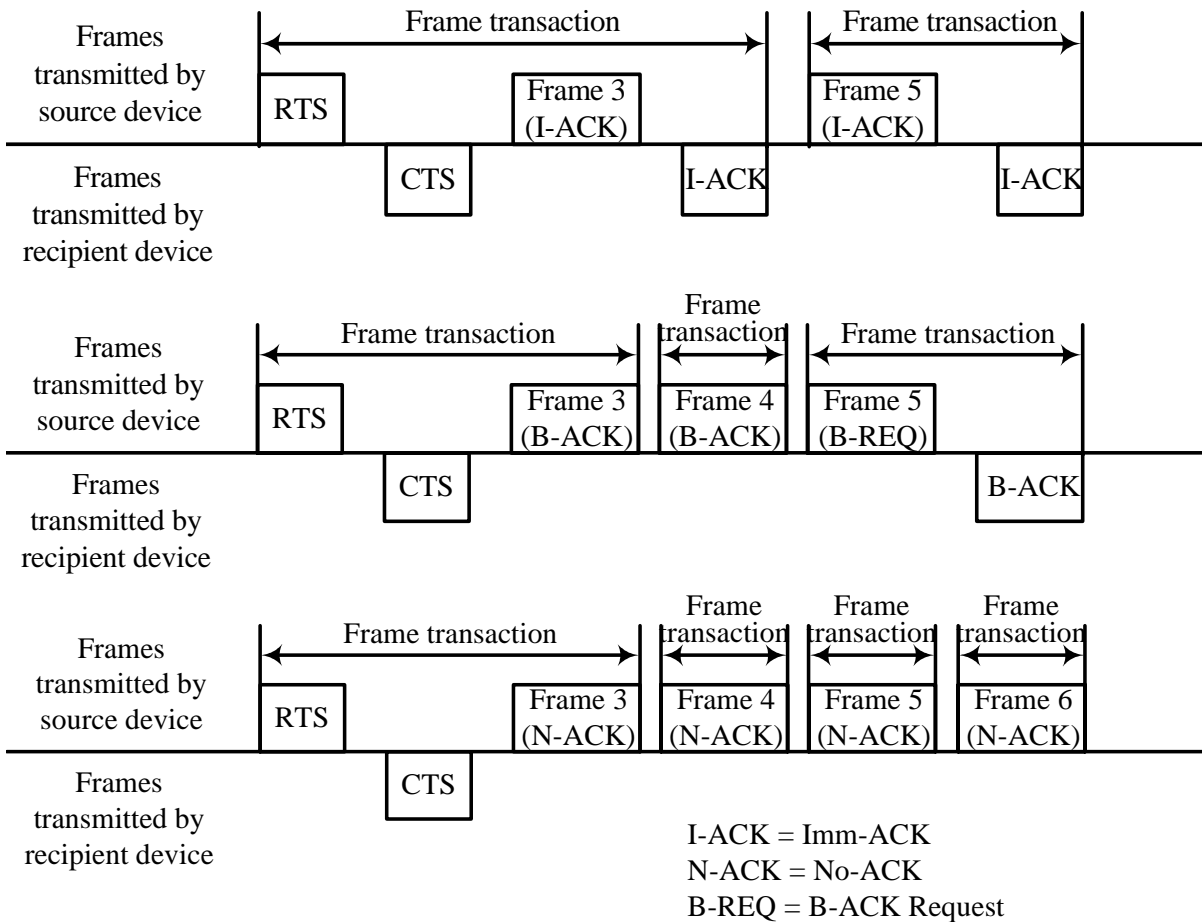 Frame transaction
Frame transaction
Frames
transmitted by
source device
RTS
Frame 3
(I-ACK)
Frame 5
(I-ACK)
Frames
transmitted by
recipient device
CTS
I-ACK
I-ACK
Frame transaction
Frame
transaction
Frame transaction
Frames
transmitted by
source device
RTS
Frame 3
(B-ACK)
Frame 4
(B-ACK)
Frame 5
(B-REQ)
Frames
transmitted by
recipient device
CTS
B-ACK
Frame transaction
Frame
transaction
Frame
transaction
Frame
transaction
Frames
transmitted by
source device
RTS
Frame 3
(N-ACK)
Frame 4
(N-ACK)
Frame 5
(N-ACK)
Frame 6
(N-ACK)
Frames
transmitted by
recipient device
CTS
I-ACK = Imm-ACK
N-ACK = No-ACK
B-REQ = B-ACK Request